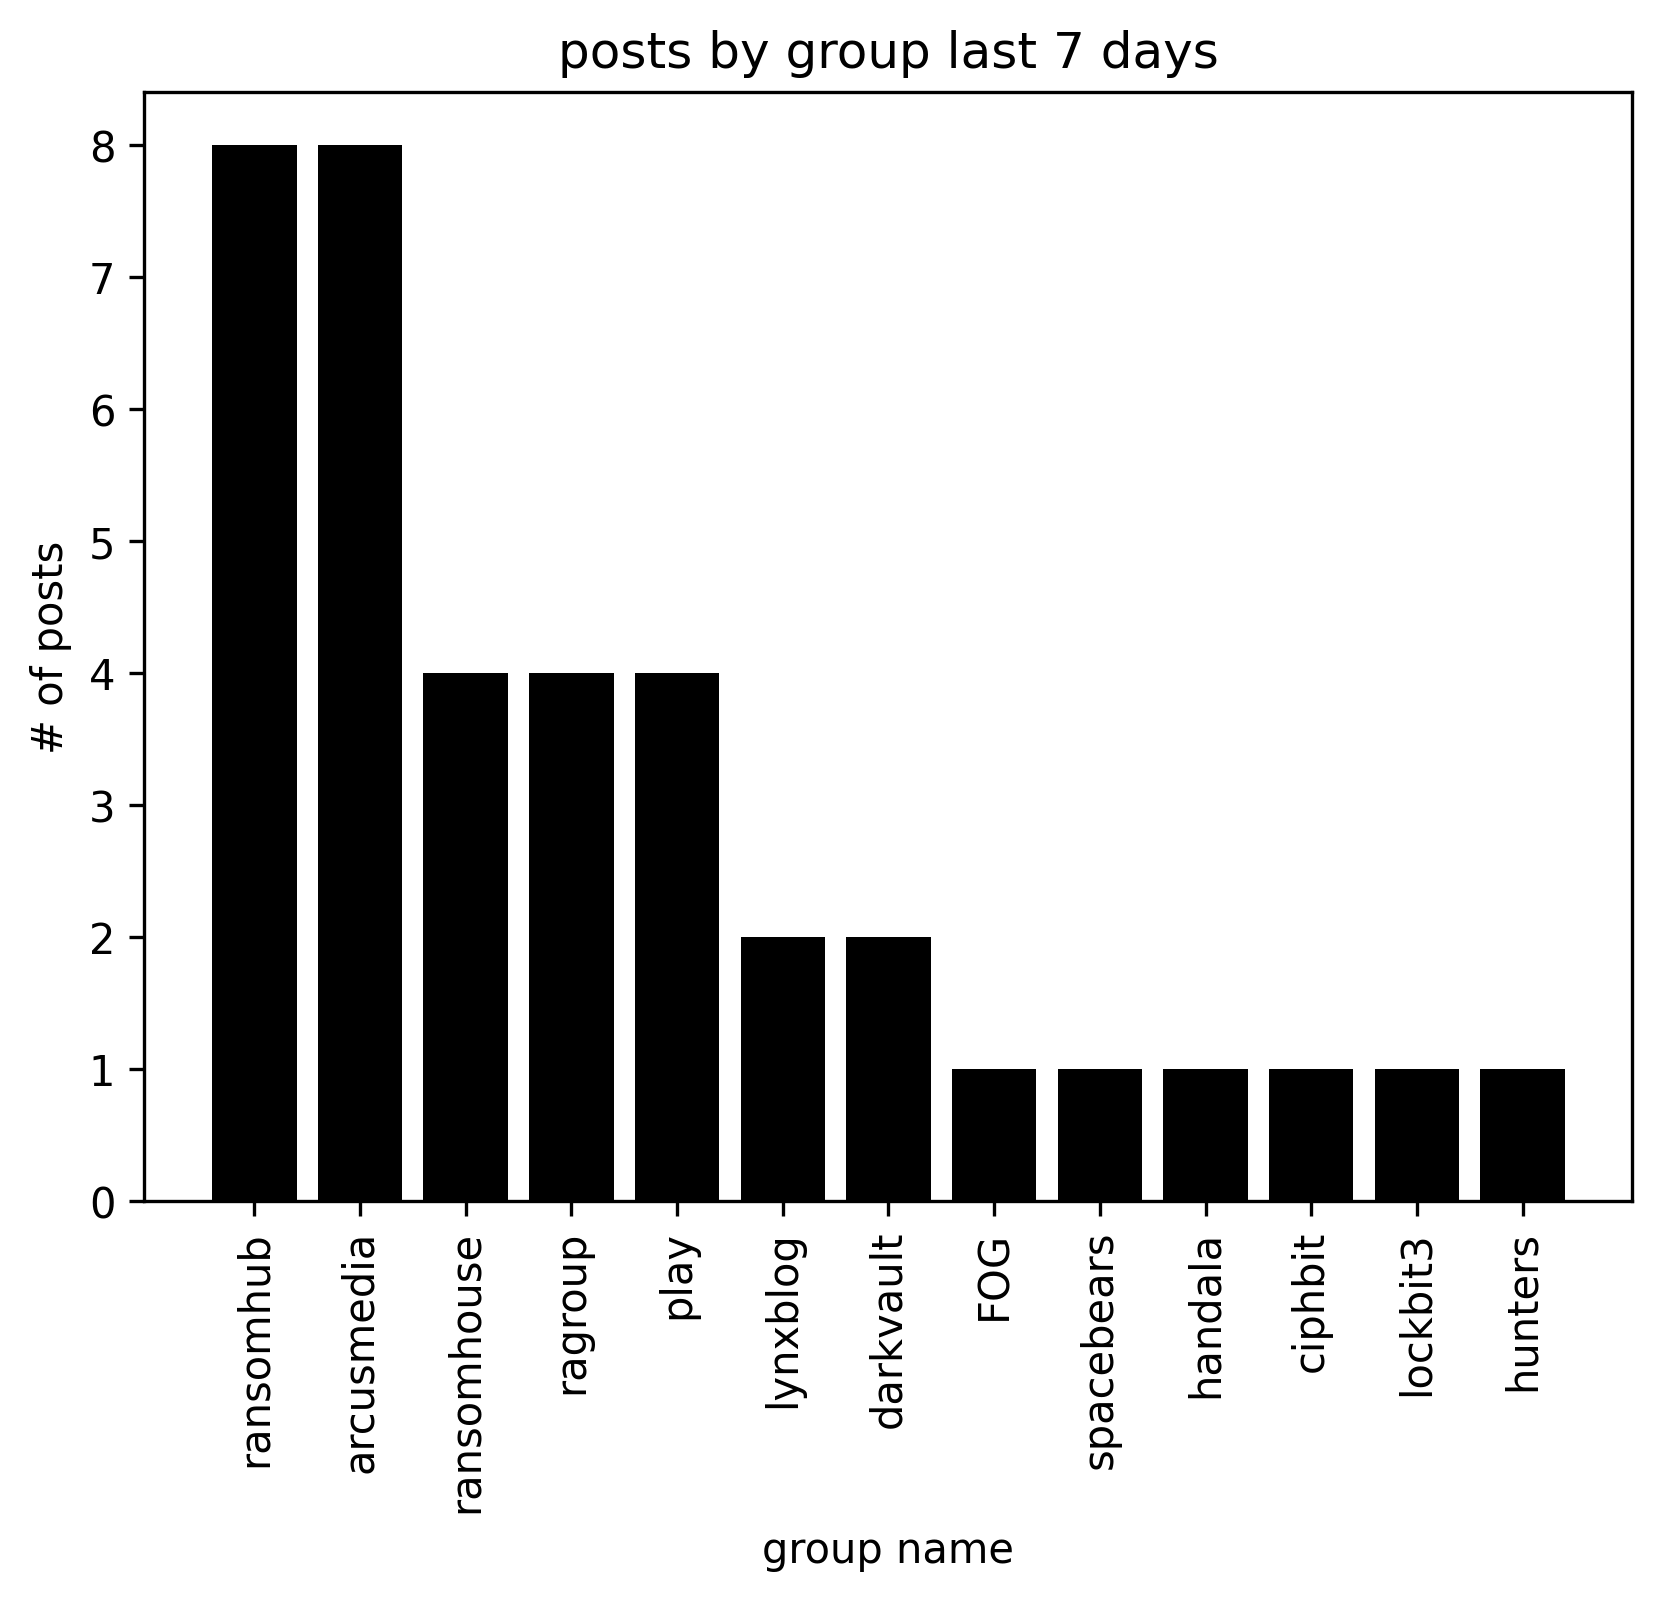 posts by group last 7 days
# of posts
8
7
6
5
4
3
2
1
0
ransomhub
arcusmedia
ransomhouse
ragroup
play
lynxblog
darkvault
FOG
spacebears
handala
ciphbit
lockbit3
hunters
group name